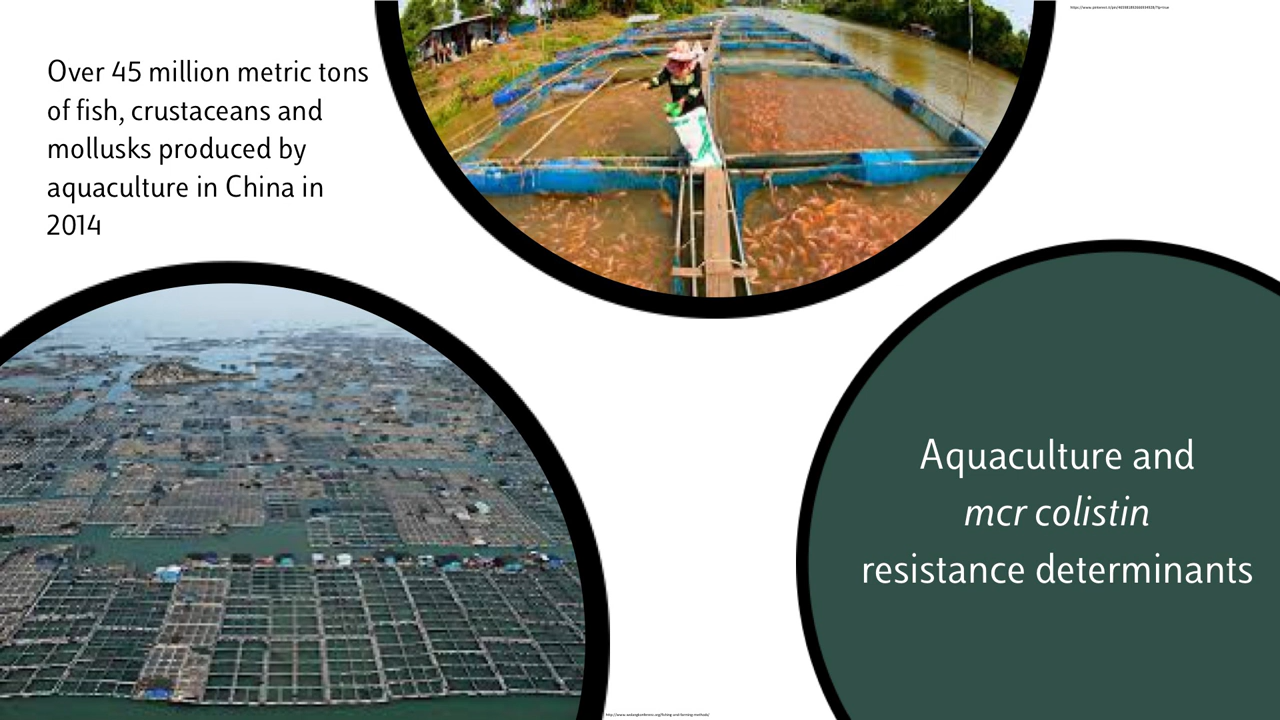 Over 45 million metric tons
of fish, crustaceans and
mollusks produced by
aquaculture in China in
2014
Aquaculture and
mcr colistin
resistance determinants